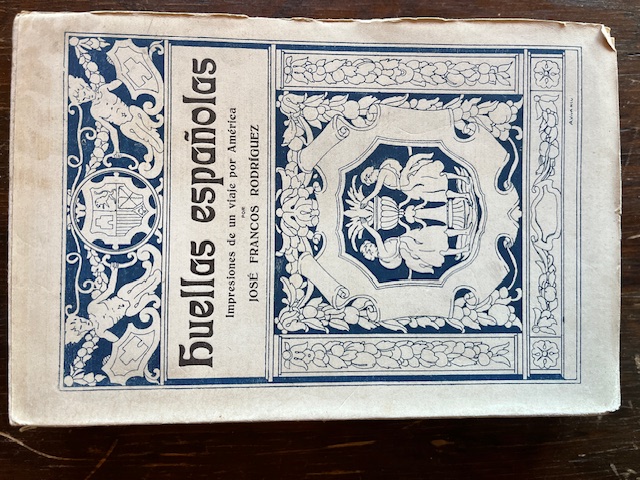 huellas españolas
Impresiones de un viaje por América
POR
JOSÉ FRANCOS RODRÍGUEZ